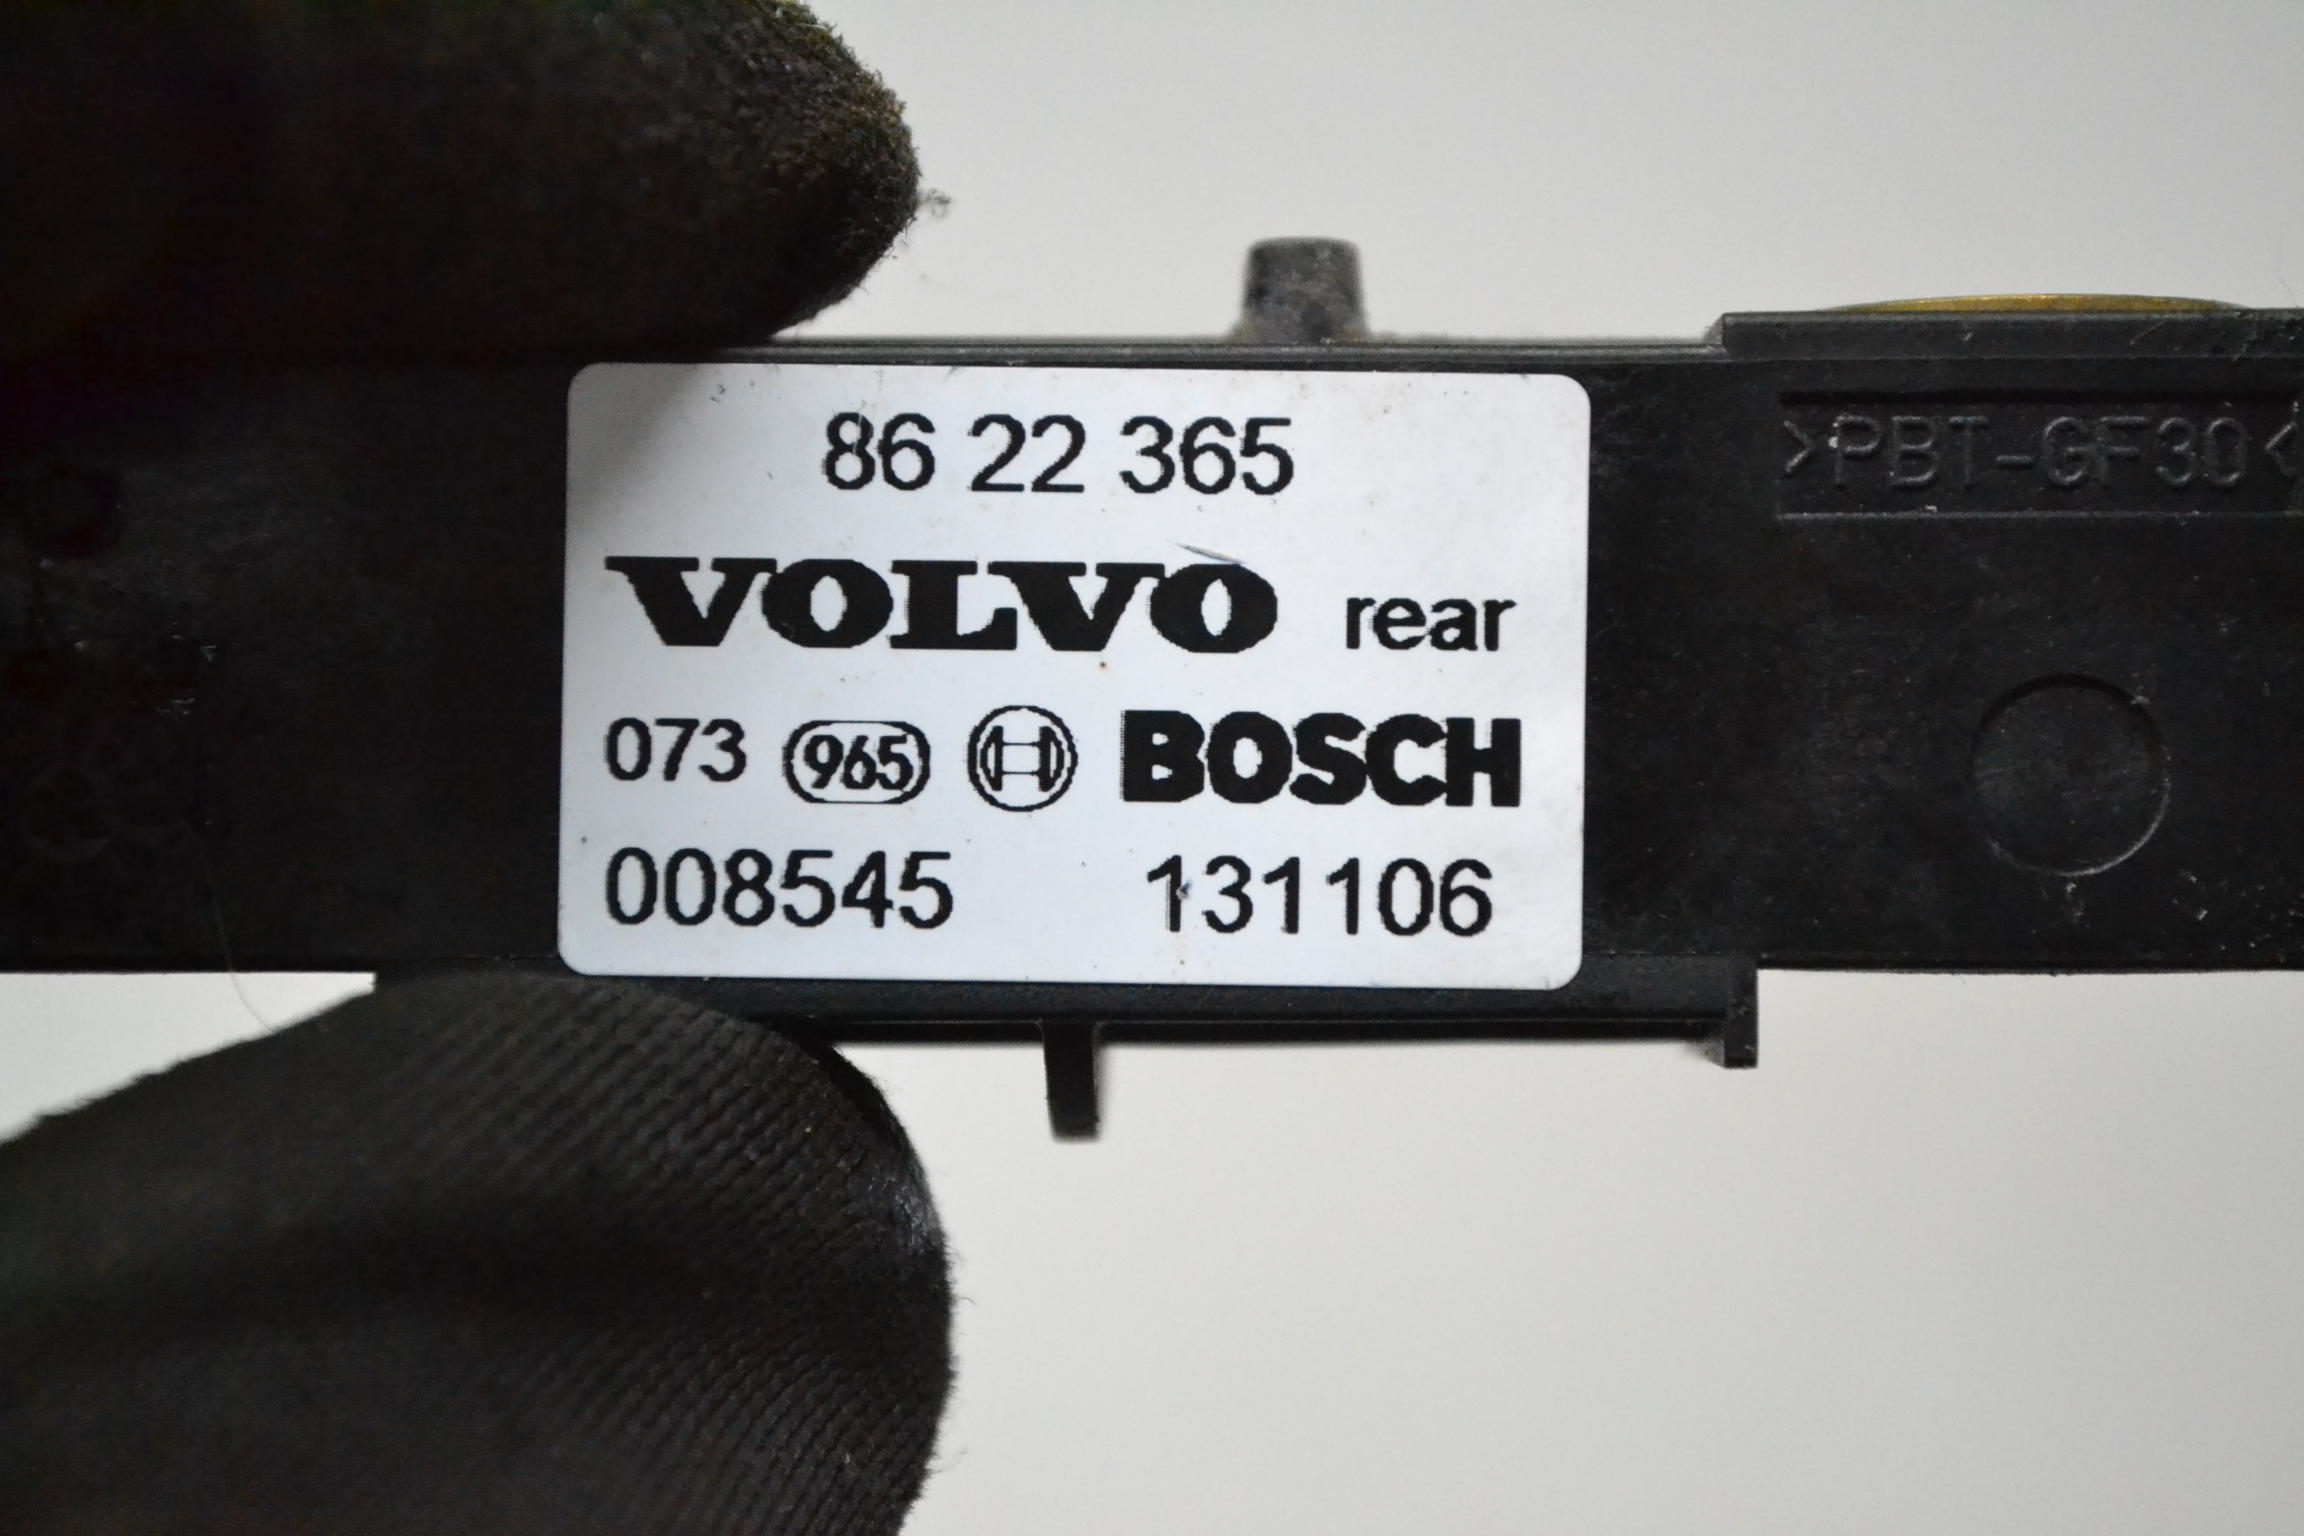 86 22 365
VOLVO rear
073 965 BOSCH
008545 131106
>PBT-GF30<